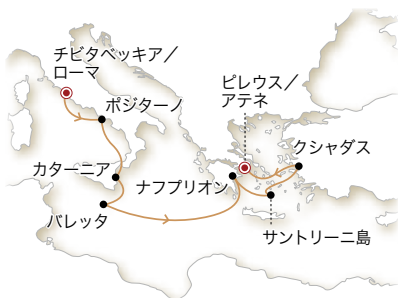 チビタベッキア／
ローマ
ポジターノ
ピレウス／
アテネ
クシャダス
カターニア
ナフプリオン
バレッタ
サントリーニ島